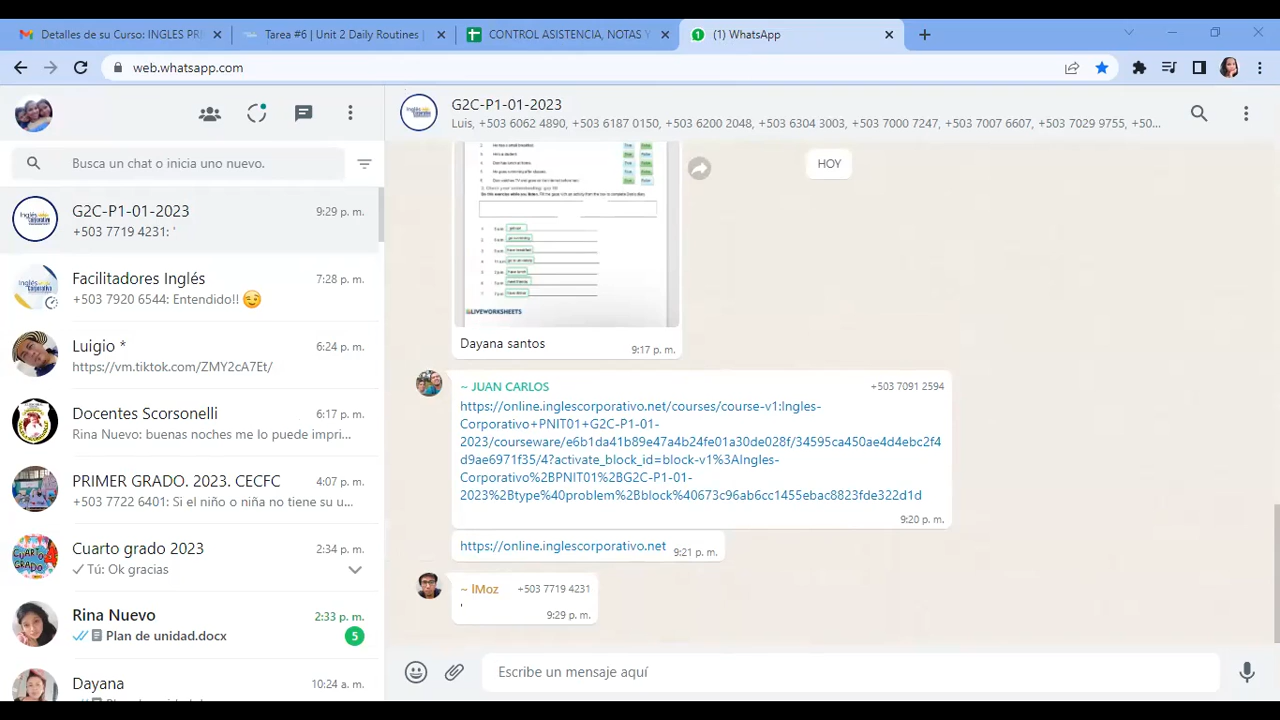 Detalles de su Curso: INGLES PRI
Tarea #6 | Unit 2 Daily Routines |
CONTROL ASISTENCIA, NOTAS Y
(1) WhatsApp
web.whatsapp.com
G2C-P1-01-2023
Luis, +503 6062 4890, +503 6187 0150, +503 6200 2048, +503 6304 3003, +503 7000 7247, +503 7007 6607, +503 7029 9755, +50...
Busca un chat o inicia uno nuevo.
G2C-P1-01-2023
9:29 p. m.
+503 7719 4231: '
Facilitadores Inglés
7:28 p. m.
+503 7920 6544: Entendido!!
Luigio *
6:24 p. m.
https://vm.tiktok.com/ZMY2cA7Et/
Docentes Scorsonelli
6:17 p. m.
Rina Nuevo: buenas noches me lo puede impri...
PRIMER GRADO. 2023. CECFC
4:07 p. m.
+503 7722 6401: Si el niño o niña no tiene su u...
Cuarto grado 2023
2:34 p. m.
Tú: Ok gracias
Rina Nuevo
2:33 p. m.
Plan de unidad.docx
5
Dayana
10:24 a. m.
HOY
LIVEWORKSHEETS
Dayana santos
9:17 p. m.
~ JUAN CARLOS
+503 7091 2594
https://online.inglescorporativo.net/courses/course-v1:Ingles-
Corporativo+PNIT01+G2C-P1-01-
2023/courseware/e6b1da41b89e47a4b24fe01a30de028f/34595ca450ae4d4ebc2f4
d9ae6971f35/4?activate_block_id=block-v1%3AIngles-
Corporativo%2BPNIT01%2BG2C-P1-01-
2023%2Btype%40problem%2Bblock%40673c96ab6cc1455ebac8823fde322d1d
9:20 p. m.
https://online.inglescorporativo.net
9:21 p. m.
~ lMoz
+503 7719 4231
'
9:29 p. m.
Escribe un mensaje aquí